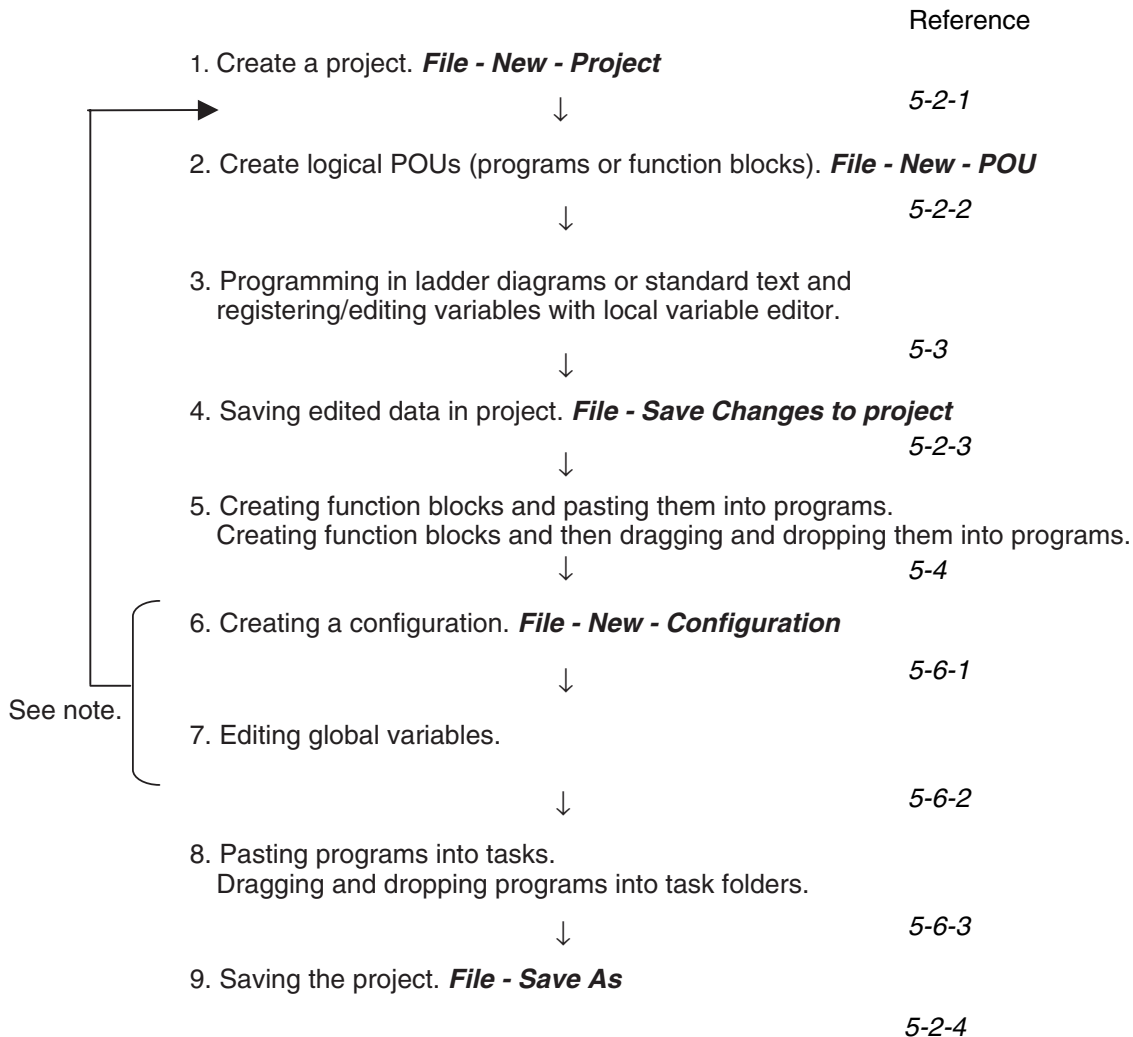 Reference
1. Create a project. File - New - Project
5-2-1
↓
2. Create logical POUs (programs or function blocks). File - New - POU
5-2-2
↓
3. Programming in ladder diagrams or standard text and
registering/editing variables with local variable editor.
5-3
↓
4. Saving edited data in project. File - Save Changes to project
5-2-3
↓
5. Creating function blocks and pasting them into programs.
Creating function blocks and then dragging and dropping them into programs.
↓
5-4
6. Creating a configuration. File - New - Configuration
5-6-1
↓
See note.
7. Editing global variables.
5-6-2
↓
8. Pasting programs into tasks.
Dragging and dropping programs into task folders.
5-6-3
↓
9. Saving the project. File - Save As
5-2-4